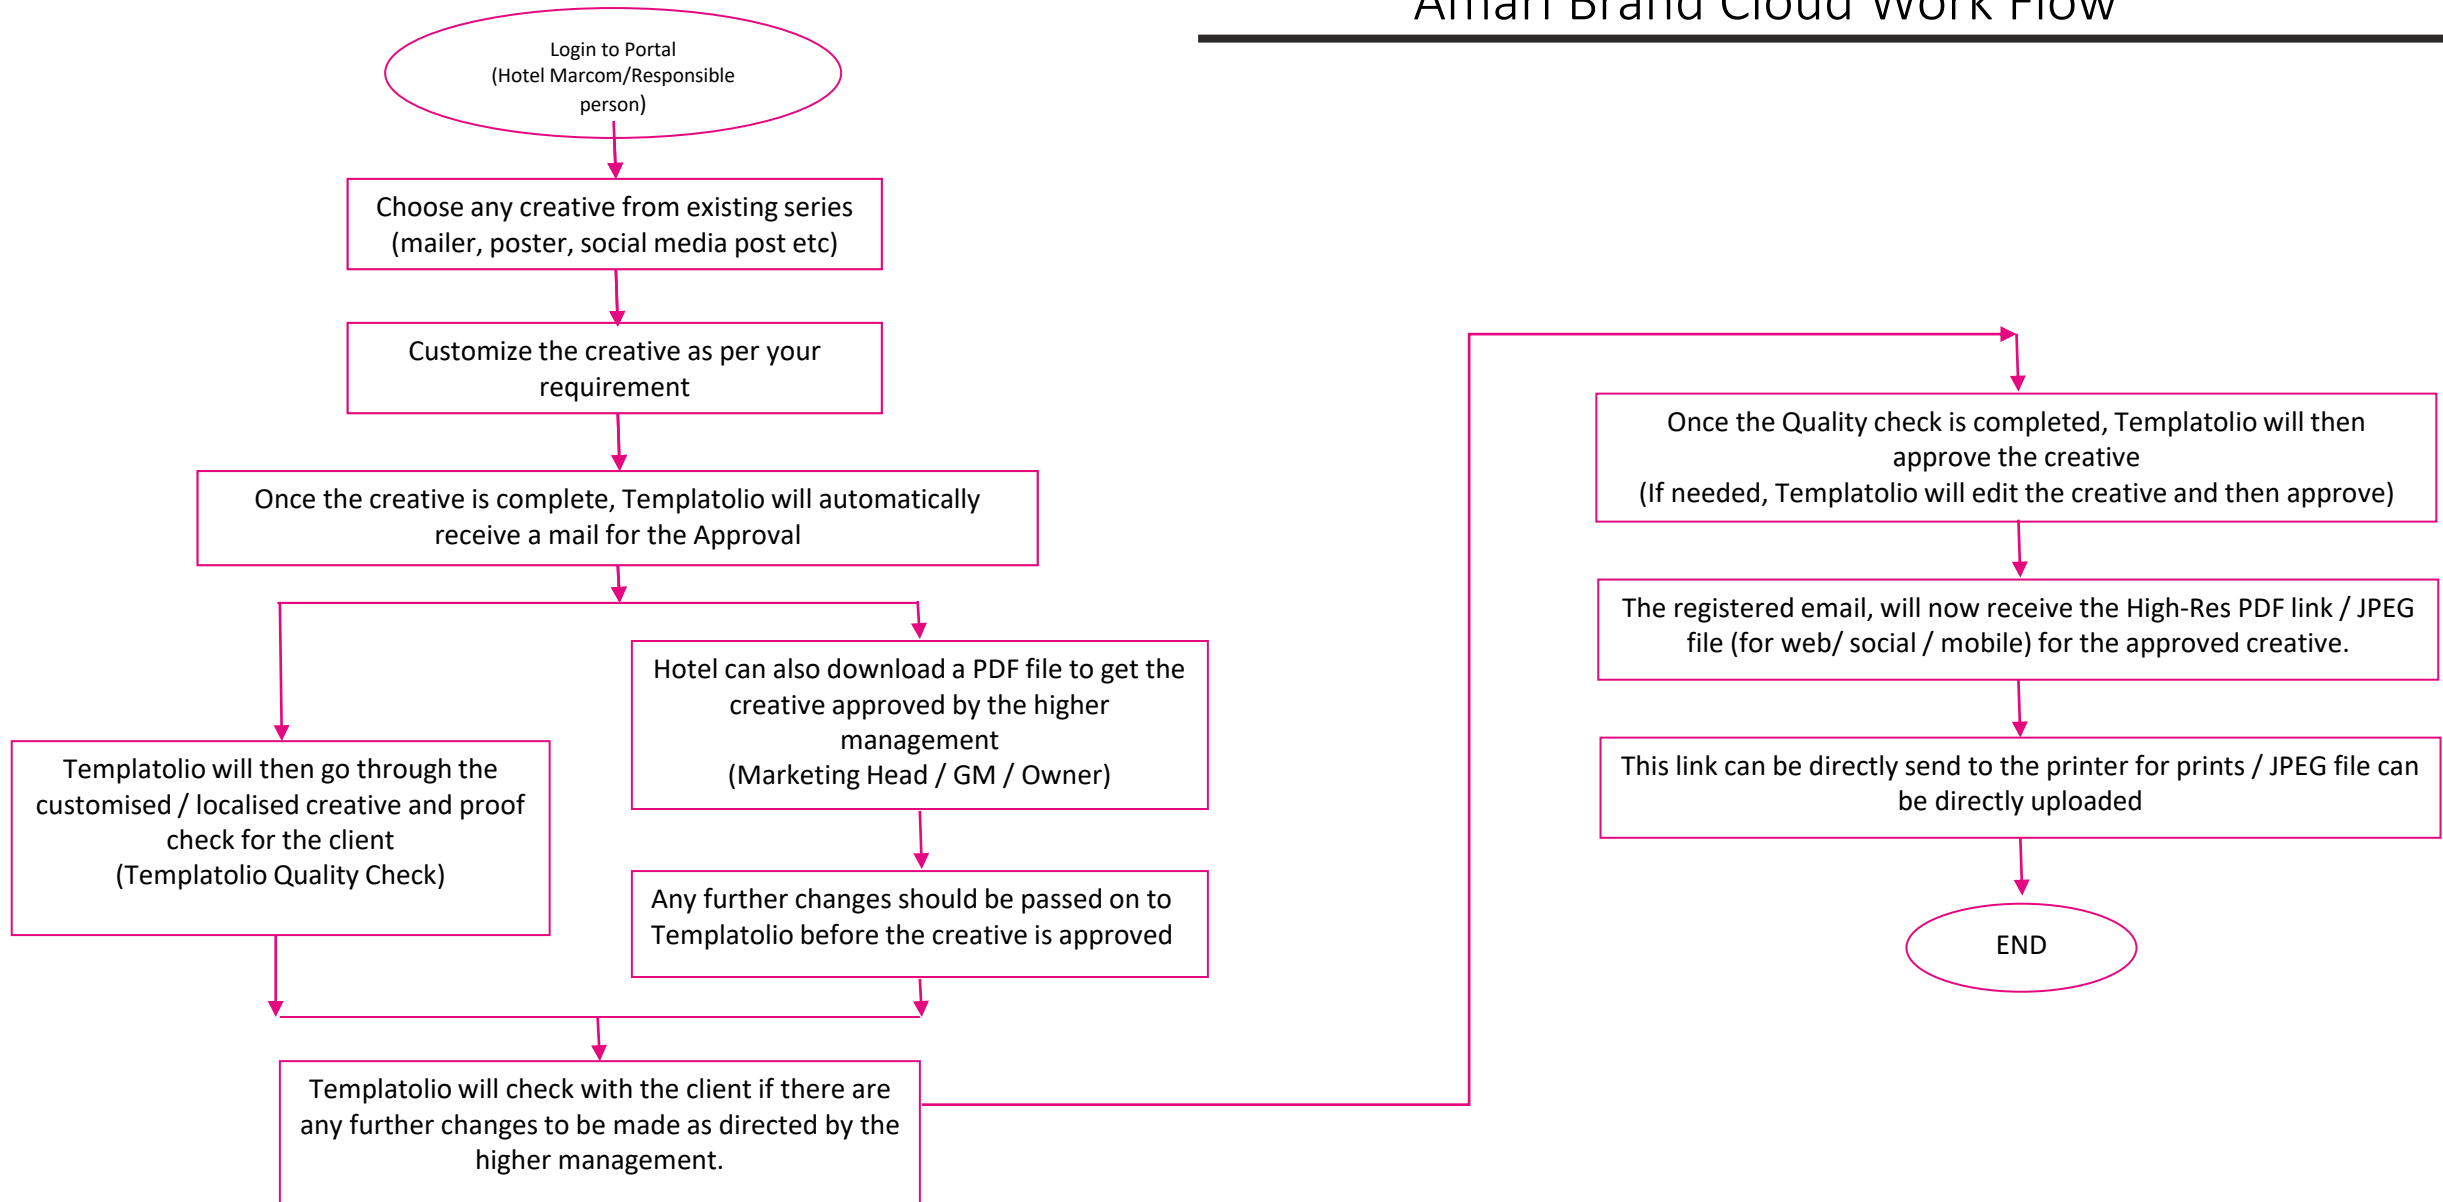 Amari Brand Cloud Work Flow
Login to Portal
(Hotel Marcom/Responsible
person)
Choose any creative from existing series
(mailer, poster, social media post etc)
Customize the creative as per your
requirement
Once the creative is complete, Templatolio will automatically
receive a mail for the Approval
Hotel can also download a PDF file to get the
creative approved by the higher
management
(Marketing Head / GM / Owner)
Templatolio will then go through the
customised / localised creative and proof
check for the client
(Templatolio Quality Check)
Any further changes should be passed on to
Templatolio before the creative is approved
Templatolio will check with the client if there are
any further changes to be made as directed by the
higher management.
Once the Quality check is completed, Templatolio will then
approve the creative
(If needed, Templatolio will edit the creative and then approve)
The registered email, will now receive the High-Res PDF link / JPEG
file (for web/ social / mobile) for the approved creative.
This link can be directly send to the printer for prints / JPEG file can
be directly uploaded
END